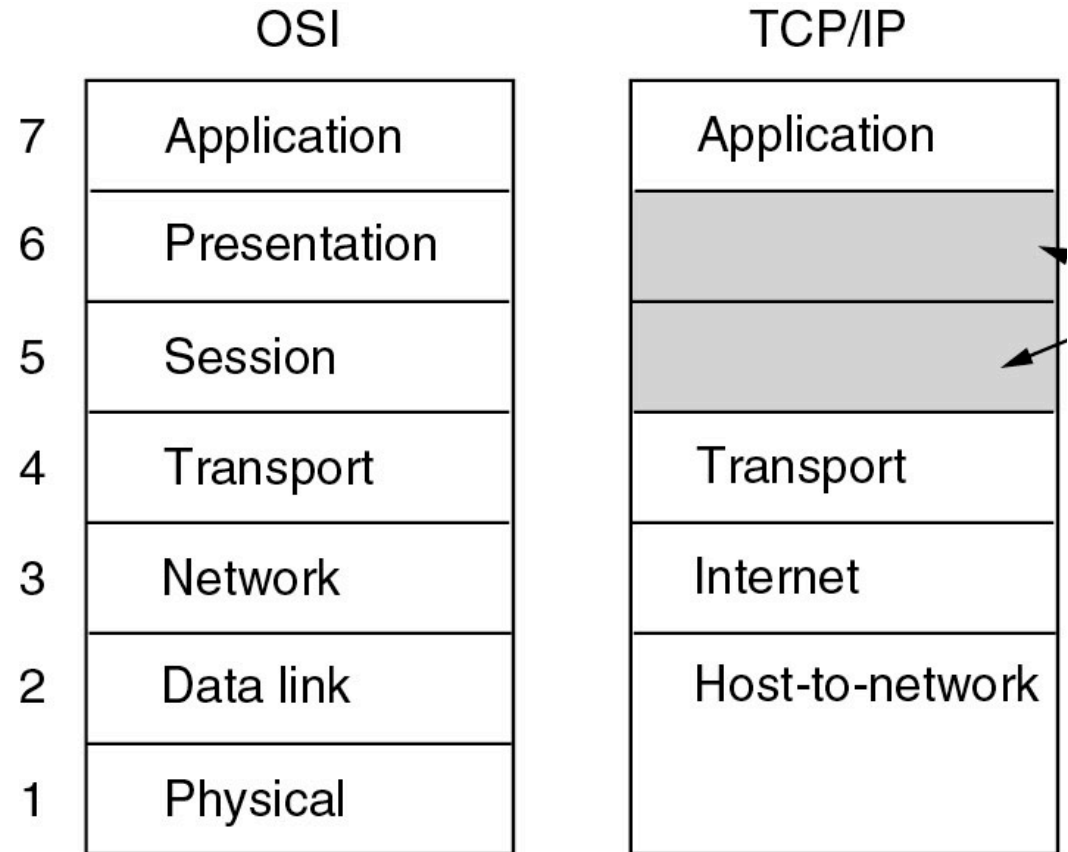 OSI TCP/IP
7 Application Application
6 Presentation
5 Session
4 Transport Transport
3 Network Internet
2 Data link Host-to-network
1 Physical